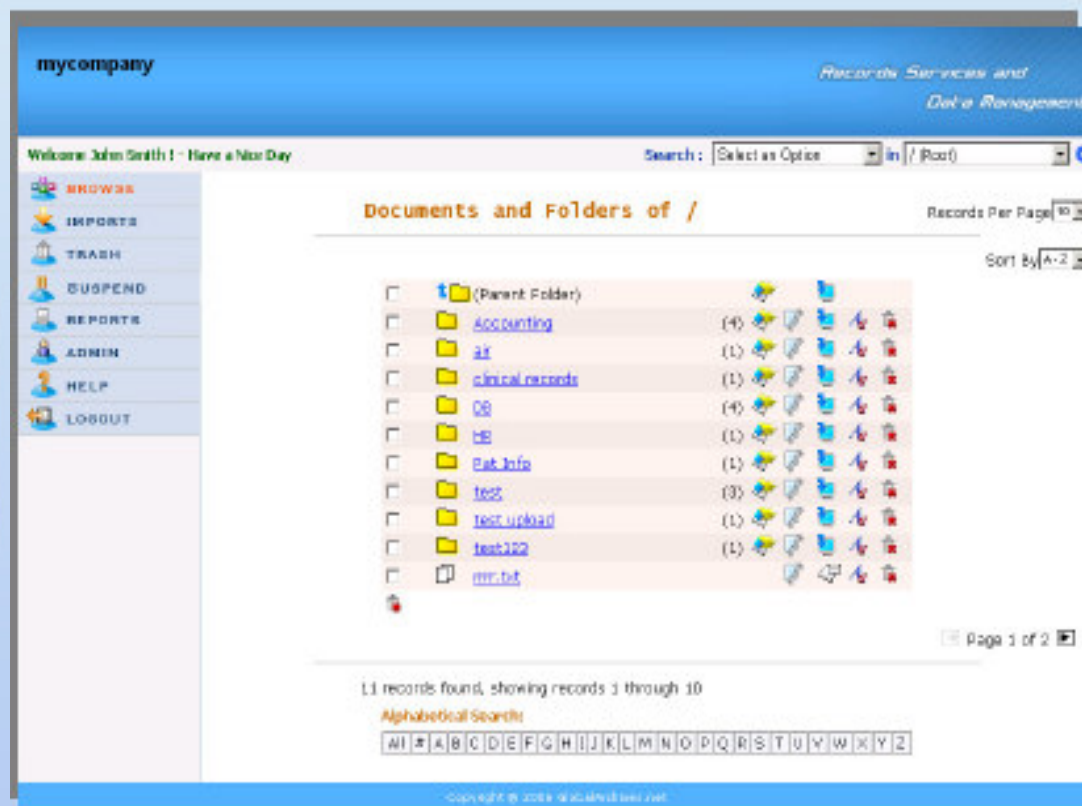 mycompany
Records Services and
Data Management
Welcome John Smith ! - Have a Nice Day
Search : Select an Option in / (Root)
BROWSE
IMPORTS
TRASH
SUSPEND
REPORTS
ADMIN
HELP
LOGOUT
Documents and Folders of /
Records Per Page 10
Sort By A-Z
(Parent Folder)
Accounting (4)
air (1)
clinical records (1)
DB (4)
HR (1)
Pat.Info (1)
test (3)
test upload (1)
test123 (1)
mr.txt
Page 1 of 2
11 records found, showing records 1 through 10
Alphabetical Search:
All # A B C D E F G H I J K L M N O P Q R S T U V W X Y Z
Copyright ©